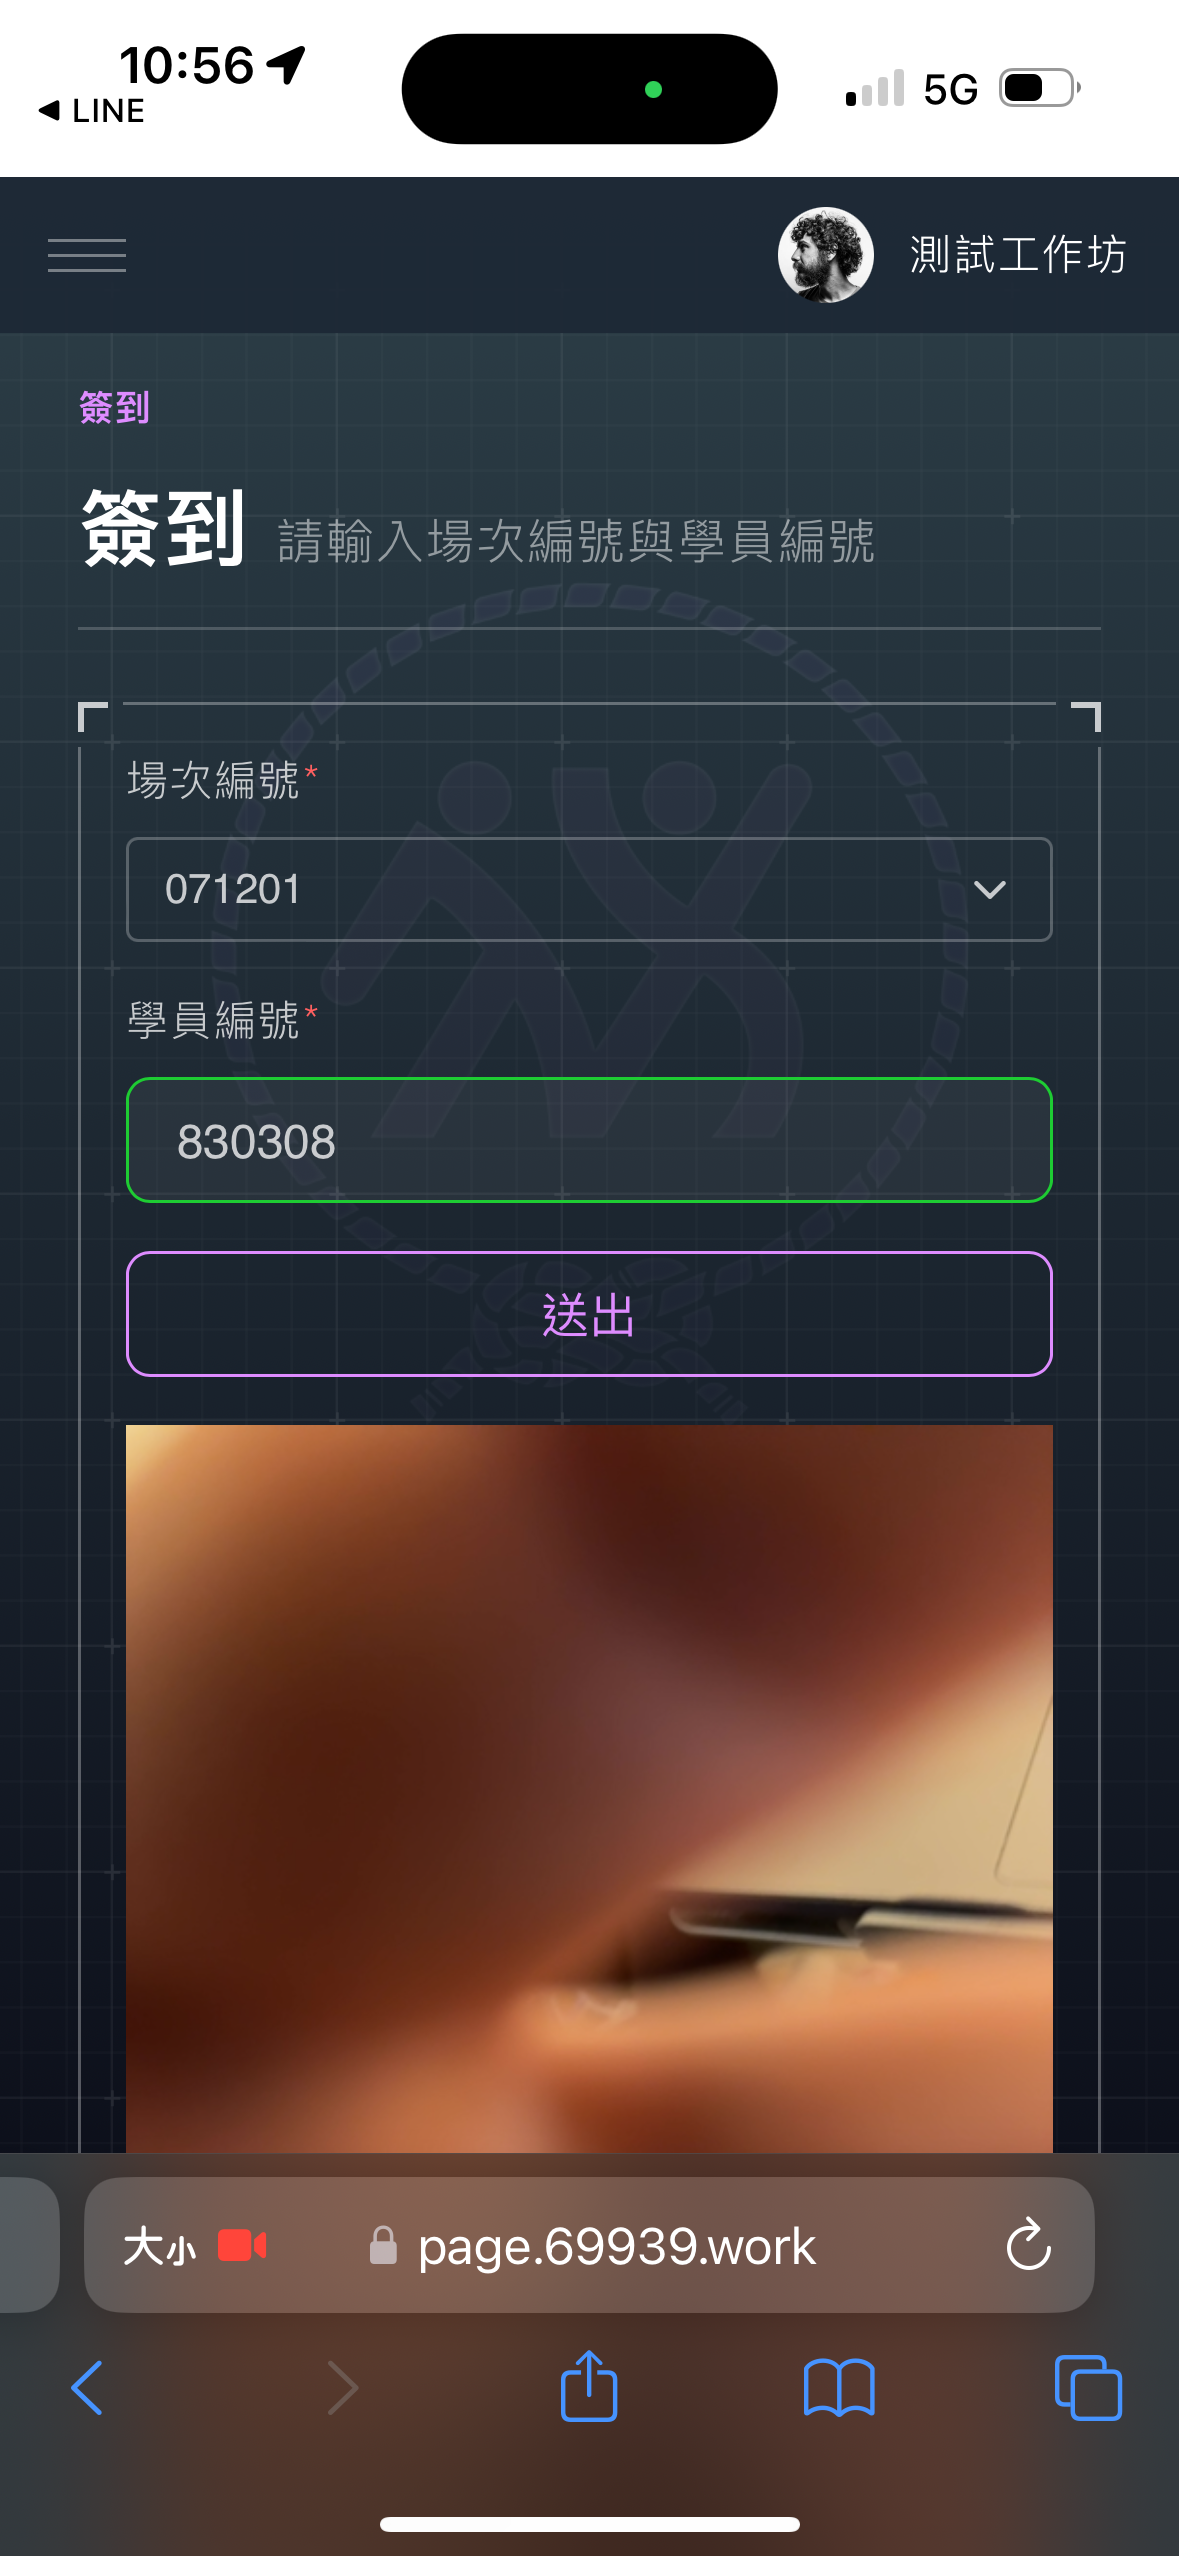 10:56
LINE
5G
測試工作坊
簽到
簽到 請輸入場次編號與學員編號
場次編號*
071201
學員編號*
830308
送出
大小 page.69939.work